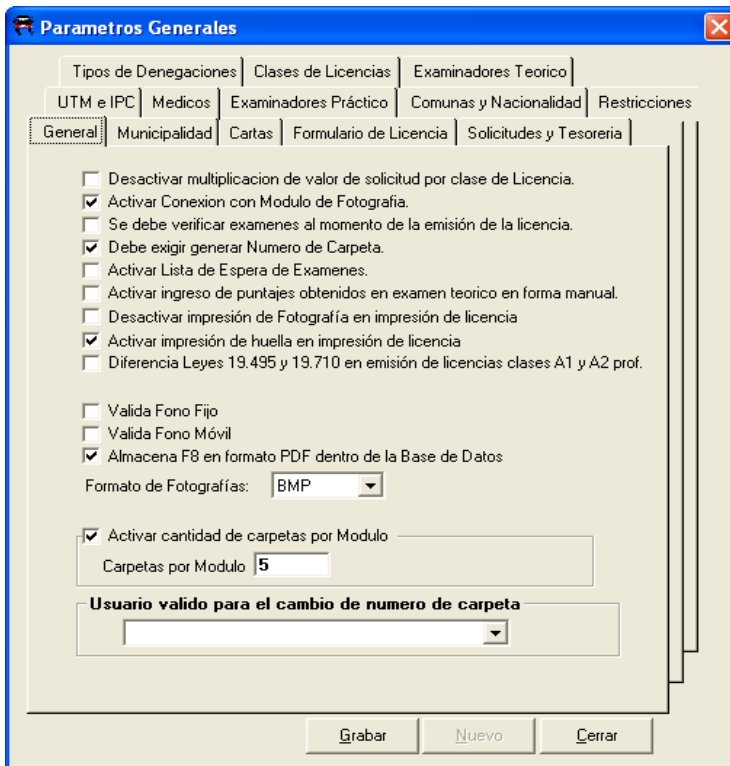 Parametros Generales
Tipos de Denegaciones Clases de Licencias Examinadores Teorico
UTM e IPC Medicos Examinadores Práctico Comunas y Nacionalidad Restricciones
General Municipalidad Cartas Formulario de Licencia Solicitudes y Tesoreria
Desactivar multiplicacion de valor de solicitud por clase de Licencia.
Activar Conexion con Modulo de Fotografia.
Se debe verificar examenes al momento de la emisión de la licencia.
Debe exigir generar Numero de Carpeta.
Activar Lista de Espera de Examenes.
Activar ingreso de puntajes obtenidos en examen teorico en forma manual.
Desactivar impresión de Fotografía en impresión de licencia
Activar impresión de huella en impresión de licencia
Diferencia Leyes 19.495 y 19.710 en emisión de licencias clases A1 y A2 prof.
Valida Fono Fijo
Valida Fono Móvil
Almacena F8 en formato PDF dentro de la Base de Datos
Formato de Fotografías: BMP
Activar cantidad de carpetas por Modulo
Carpetas por Modulo 5
Usuario valido para el cambio de numero de carpeta
Grabar Nuevo Cerrar